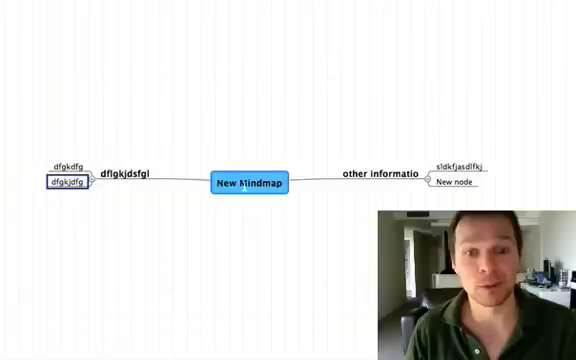 dfgkdfg
dfgkjdfg
dflgkjdsfgl
New Mindmap
other informatio
sldkfjasdlfkj
New node